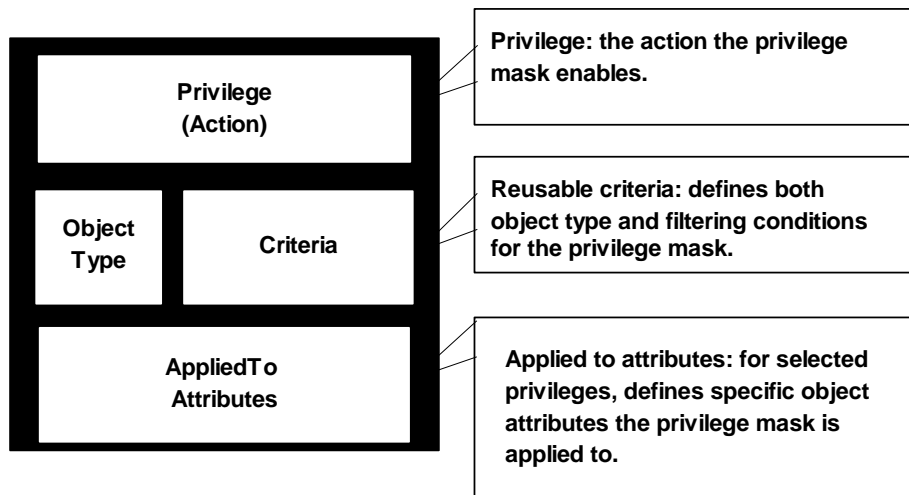 Privilege
(Action)
Privilege: the action the privilege
mask enables.
Object
Type
Criteria
Reusable criteria: defines both
object type and filtering conditions
for the privilege mask.
AppliedTo
Attributes
Applied to attributes: for selected
privileges, defines specific object
attributes the privilege mask is
applied to.